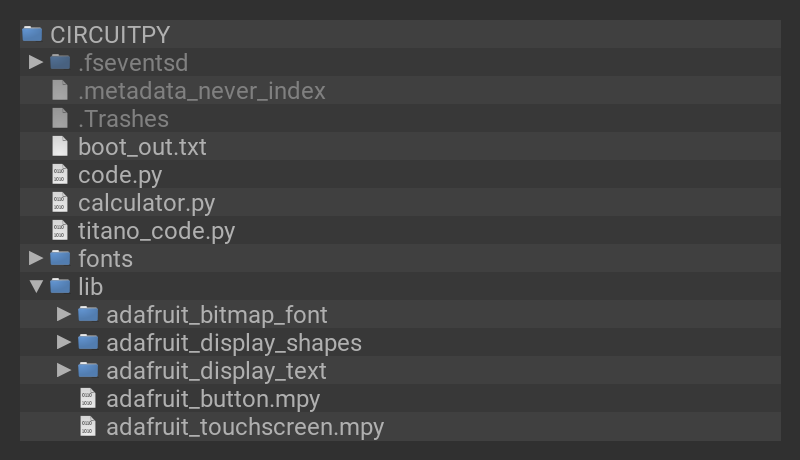 CIRCUITPY
.fseventsd
.metadata_never_index
.Trashes
boot_out.txt
code.py
calculator.py
titano_code.py
fonts
lib
adafruit_bitmap_font
adafruit_display_shapes
adafruit_display_text
adafruit_button.mpy
adafruit_touchscreen.mpy